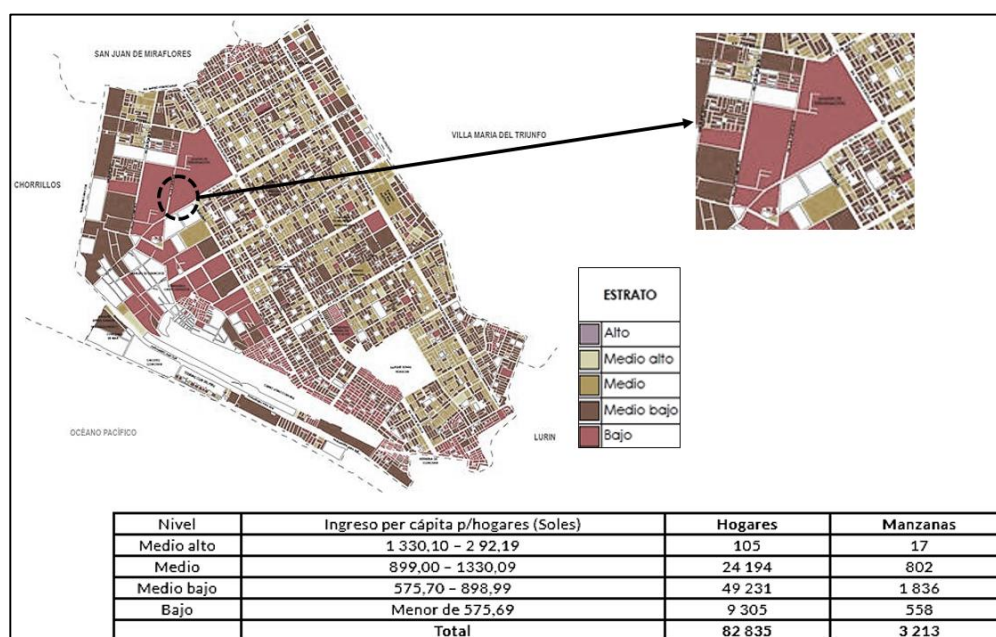 SAN JUAN DE MIRAFLORES
VILLA MARIA DEL TRIUNFO
CHORRILLOS
OCÉANO PACÍFICO
LURIN
ESTRATO
Alto
Medio alto
Medio
Medio bajo
Bajo
Nivel Ingreso per cápita p/hogares (Soles) Hogares Manzanas
Medio alto 1 330,10 – 2 92,19 105 17
Medio 899,00 – 1330,09 24 194 802
Medio bajo 575,70 – 898,99 49 231 1 836
Bajo Menor de 575,69 9 305 558
Total 82 835 3 213